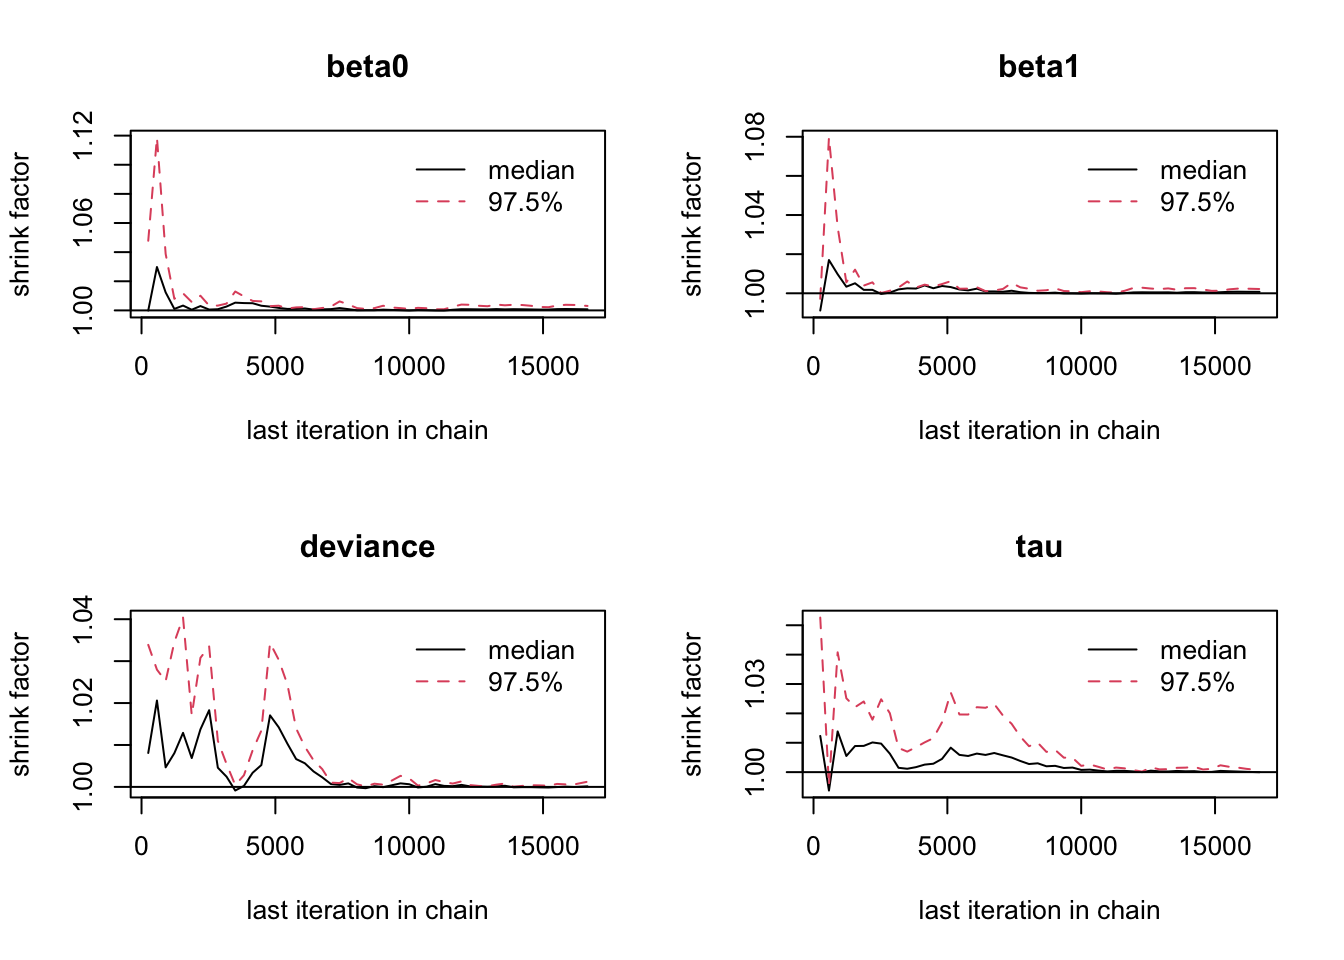 beta0
shrink factor
1.00 1.06 1.12
median
97.5%
0 5000 10000 15000
last iteration in chain
beta1
shrink factor
1.00 1.04 1.08
median
97.5%
0 5000 10000 15000
last iteration in chain
deviance
shrink factor
1.00 1.02 1.04
median
97.5%
0 5000 10000 15000
last iteration in chain
tau
shrink factor
1.00 1.03
median
97.5%
0 5000 10000 15000
last iteration in chain